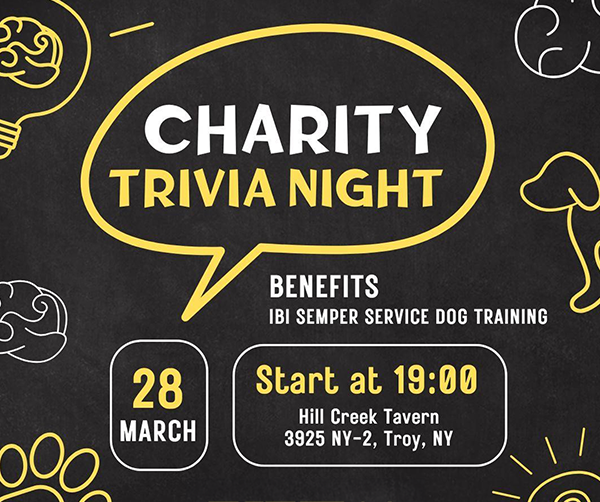 CHARITY
TRIVIA NIGHT
BENEFITS
IBI SEMPER SERVICE DOG TRAINING
28
MARCH
Start at 19:00
Hill Creek Tavern
3925 NY-2, Troy, NY